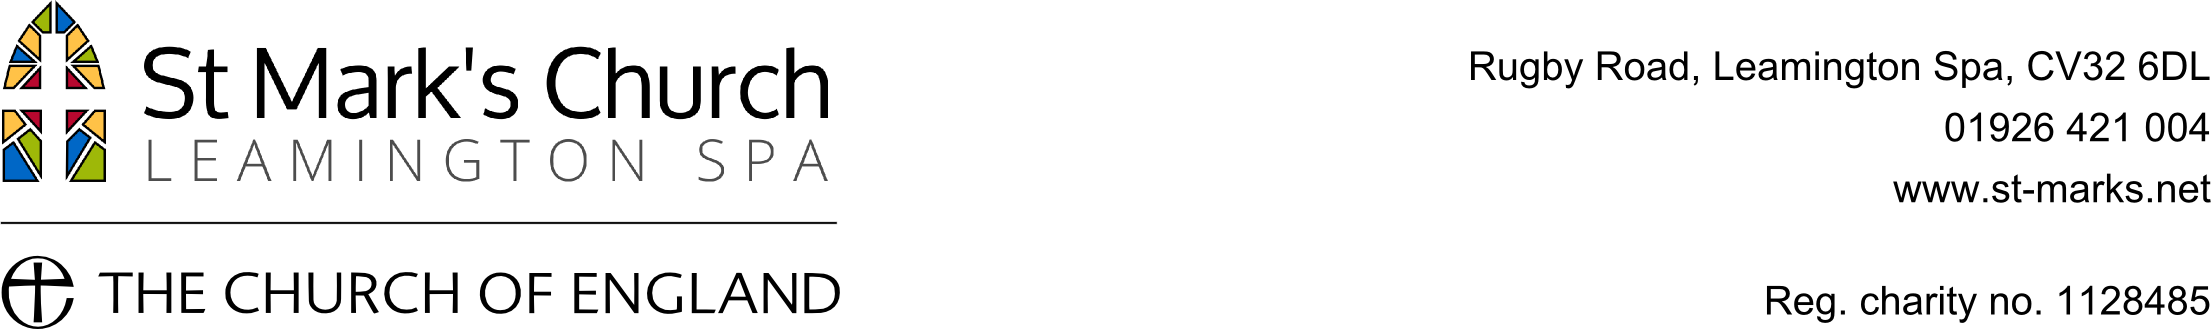 St Mark's Church
LEAMINGTON SPA
THE CHURCH OF ENGLAND
Rugby Road, Leamington Spa, CV32 6DL
01926 421 004
www.st-marks.net
Reg. charity no. 1128485